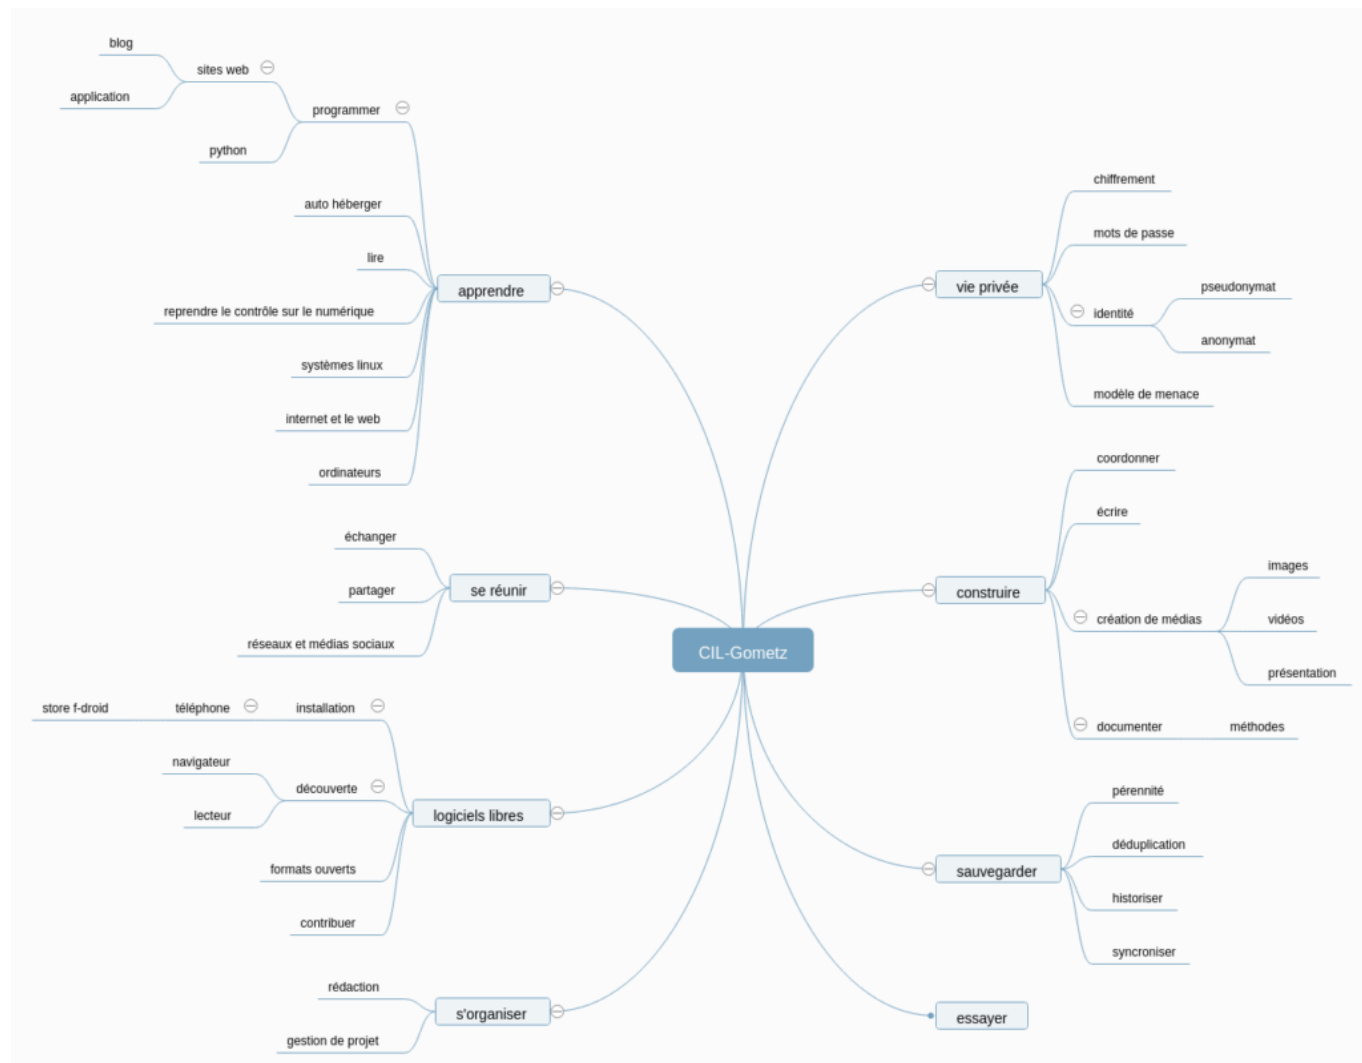 blog
sites web
application
programmer
python
auto héberger
lire
apprendre
reprendre le contrôle sur le numérique
systèmes linux
internet et le web
ordinateurs
échanger
partager
se réunir
réseaux et médias sociaux
CIL-Gometz
store f-droid
téléphone
installation
navigateur
découverte
lecteur
logiciels libres
formats ouverts
contribuer
rédaction
s'organiser
gestion de projet
chiffrement
mots de passe
vie privée
identité
pseudonymat
anonymat
modèle de menace
coordonner
écrire
construire
création de médias
images
vidéos
présentation
documenter
méthodes
pérennité
déduplication
sauvegarder
historiser
syncroniser
essayer